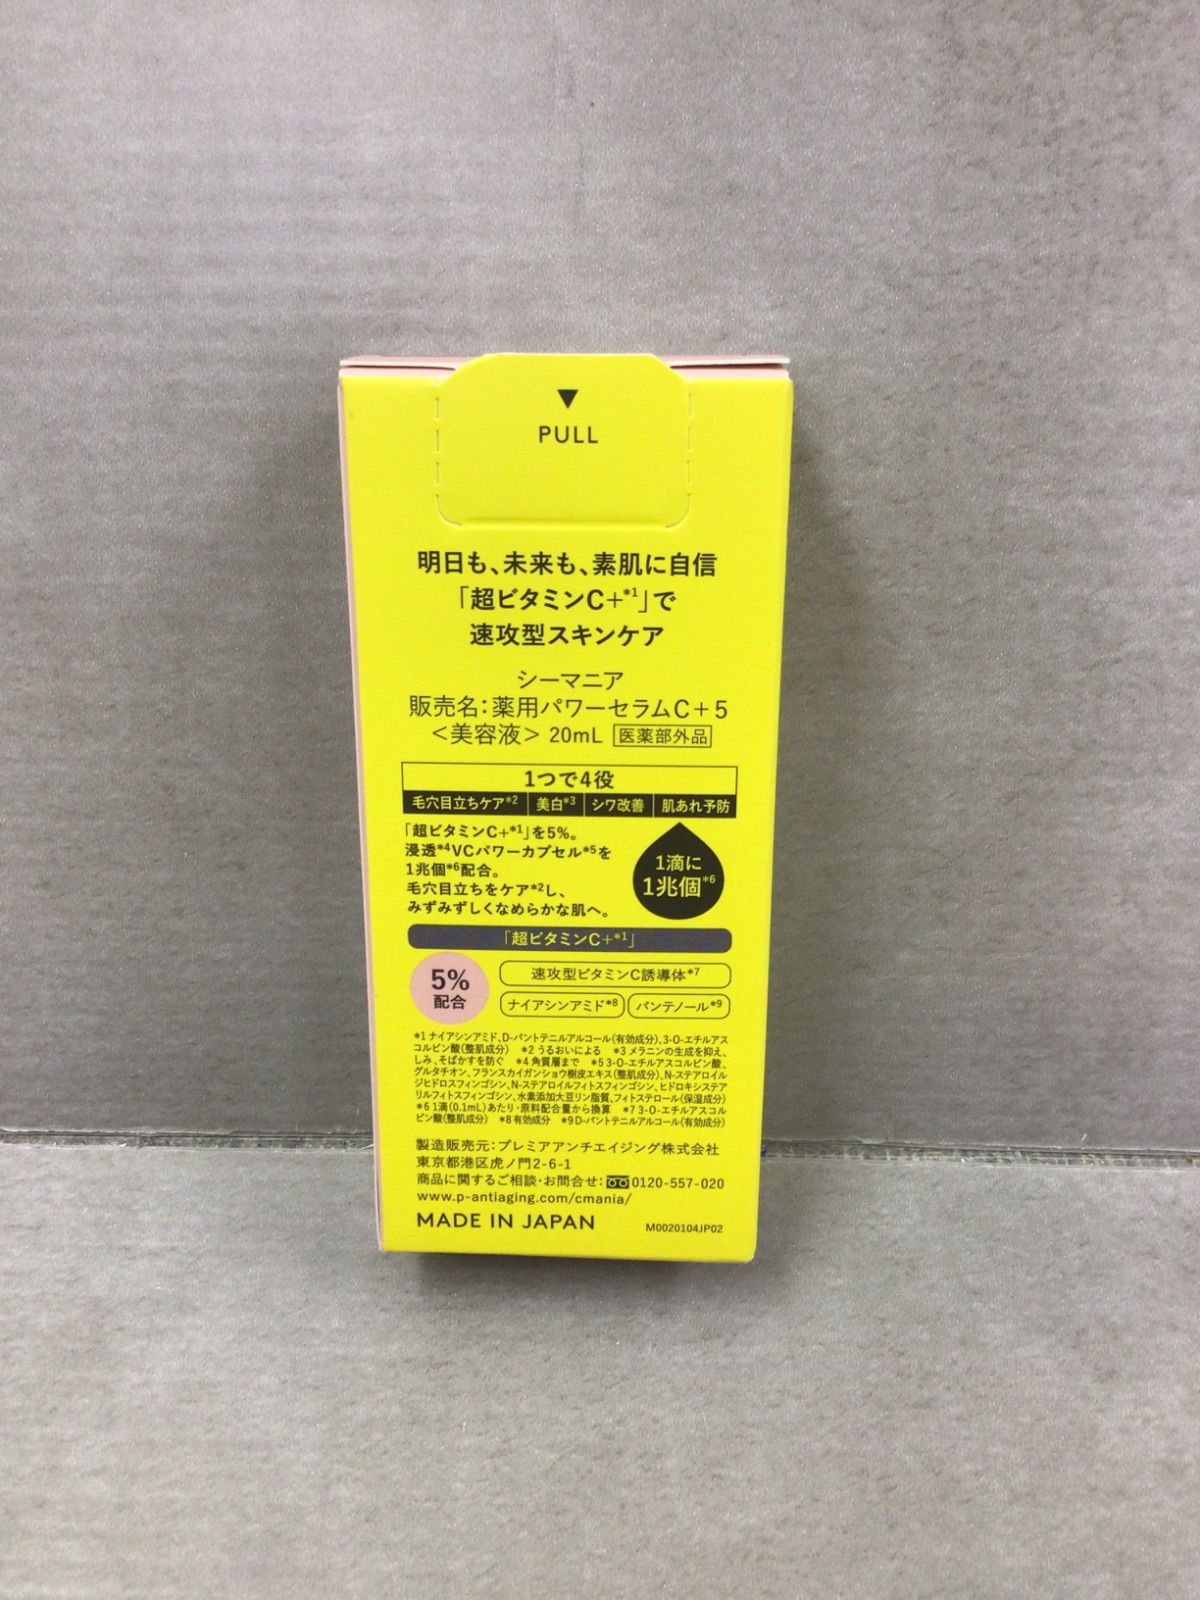 ▼
PULL
明日も、未来も、素肌に自信
「超ビタミンC+*1」で
速攻型スキンケア
シーマニア
販売名:薬用パワーセラムC+5
<美容液> 20mL 医薬部外品
1つで4役
毛穴目立ちケア*2 美白*3 シワ改善 肌あれ予防
「超ビタミンC+*1」を5%。
浸透*4VCパワーカプセル*5を
1兆個*6配合。
毛穴目立ちをケア*2し、
みずみずしくなめらかな肌へ。
1滴に
1兆個*6
「超ビタミンC+*1」
5%
配合
速攻型ビタミンC誘導体*7
ナイアシンアミド*8 パンテノール*9
*1 ナイアシンアミド、D-パントテニルアルコール(有効成分)、3-O-エチルアス
コルビン酸(整肌成分) *2 うるおいによる *3 メラニンの生成を抑え、
しみ、そばかすを防ぐ *4 角質層まで *5 3-O-エチルアスコルビン酸、
グルタチオン、フランスカイガンショウ樹皮エキス(整肌成分)、N-ステアロイル
ジヒドロスフィンゴシン、N-ステアロイルフィトスフィンゴシン、ヒドロキシステア
リルフィトスフィンゴシン、水素添加大豆リン脂質、フィトステロール(保湿成分)
*6 1滴(0.1mL)あたり・原料配合量から換算 *7 3-O-エチルアスコル
ビン酸(整肌成分) *8 有効成分 *9 D-パントテニルアルコール(有効成分)
製造販売元:プレミアアンチエイジング株式会社
東京都港区虎ノ門2-6-1
商品に関するご相談・お問合せ:0120-557-020
www.p-antiaging.com/cmania/
MADE IN JAPAN M0020104JP02